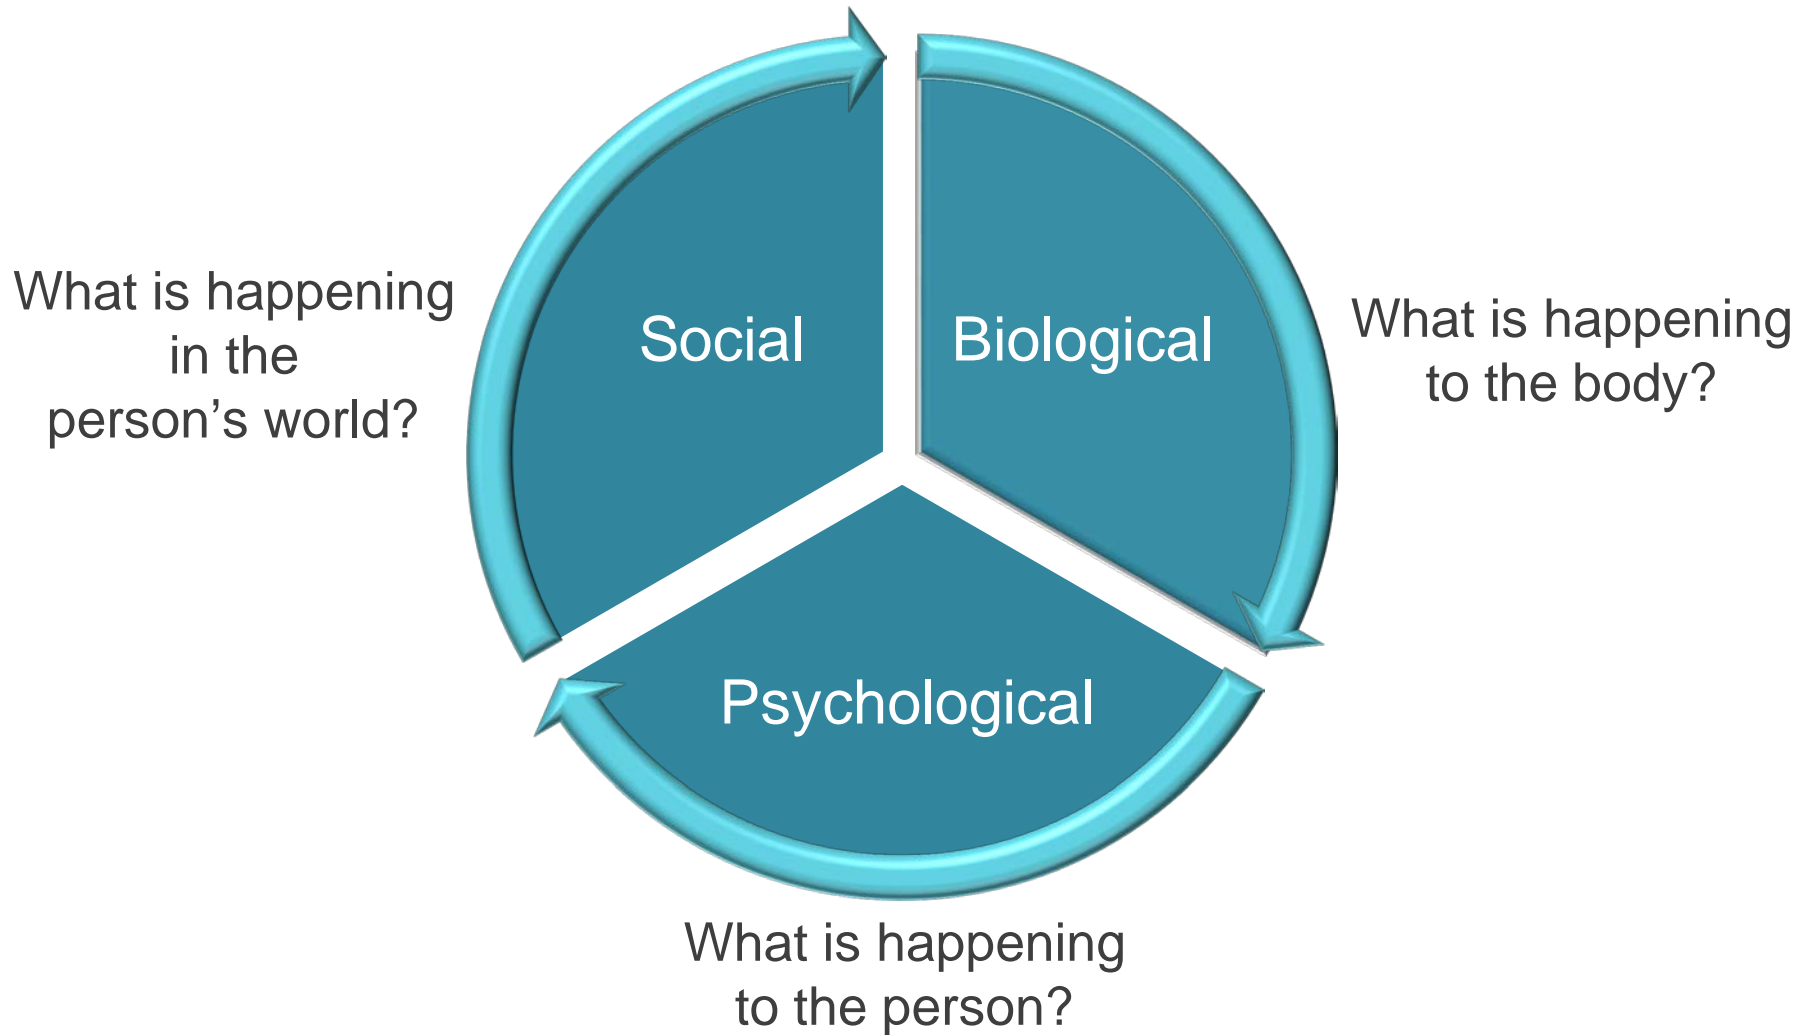 What is happening
in the
person’s world?
Social
Biological
What is happening
to the body?
Psychological
What is happening
to the person?